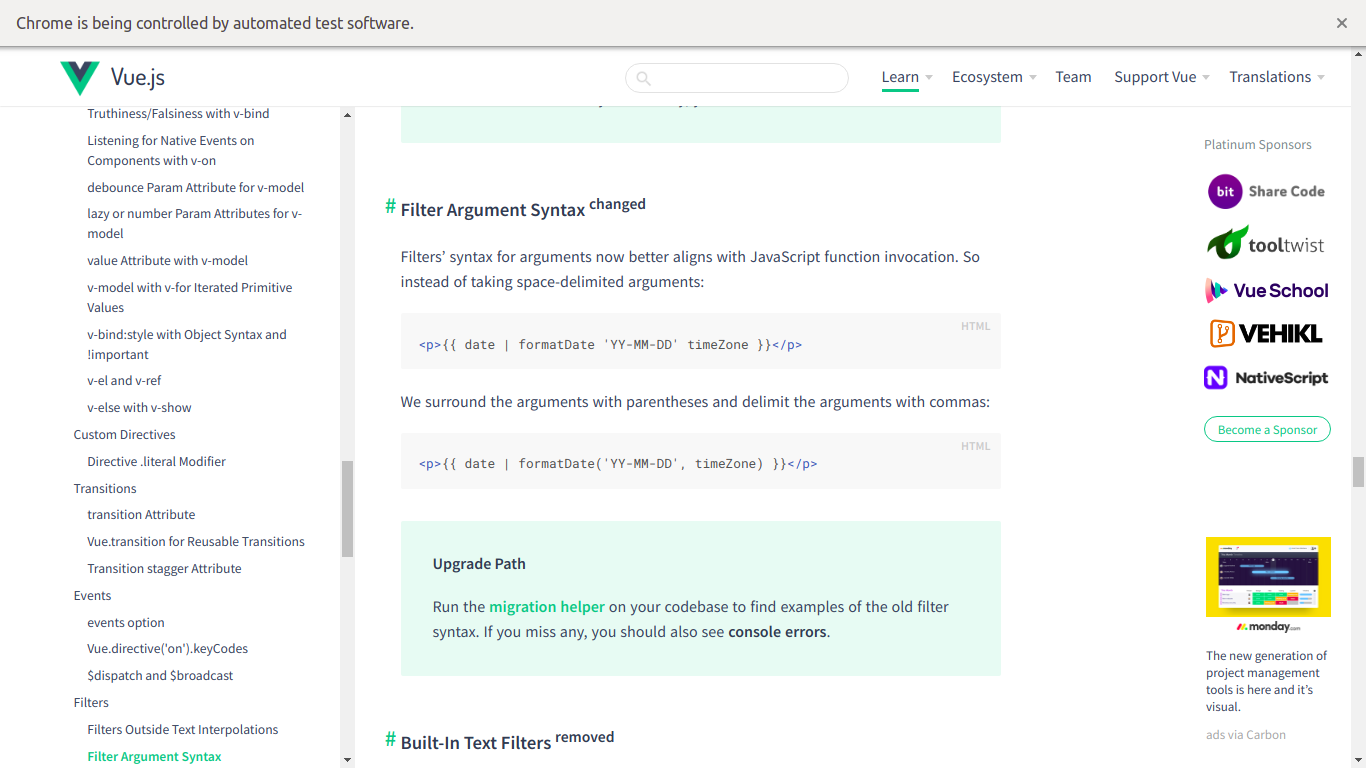 Chrome is being controlled by automated test software.
Vue.js
Learn
Ecosystem
Team
Support Vue
Translations
Truthiness/Falsiness with v-bind
Listening for Native Events on
Components with v-on
debounce Param Attribute for v-model
lazy or number Param Attributes for v-
model
value Attribute with v-model
v-model with v-for Iterated Primitive
Values
v-bind:style with Object Syntax and
!important
v-el and v-ref
v-else with v-show
Custom Directives
Directive .literal Modifier
Transitions
transition Attribute
Vue.transition for Reusable Transitions
Transition stagger Attribute
Events
events option
Vue.directive('on').keyCodes
$dispatch and $broadcast
Filters
Filters Outside Text Interpolations
Filter Argument Syntax
# Filter Argument Syntax changed
Filters’ syntax for arguments now better aligns with JavaScript function invocation. So
instead of taking space-delimited arguments:
HTML
<p>{{ date | formatDate 'YY-MM-DD' timeZone }}</p>
We surround the arguments with parentheses and delimit the arguments with commas:
HTML
<p>{{ date | formatDate('YY-MM-DD', timeZone) }}</p>
Upgrade Path
Run the migration helper on your codebase to find examples of the old filter
syntax. If you miss any, you should also see console errors.
# Built-In Text Filters removed
Platinum Sponsors
bit Share Code
tooltwist
Vue School
VEHIKL
NativeScript
Become a Sponsor
monday.com
The new generation of
project management
tools is here and it’s
visual.
ads via Carbon